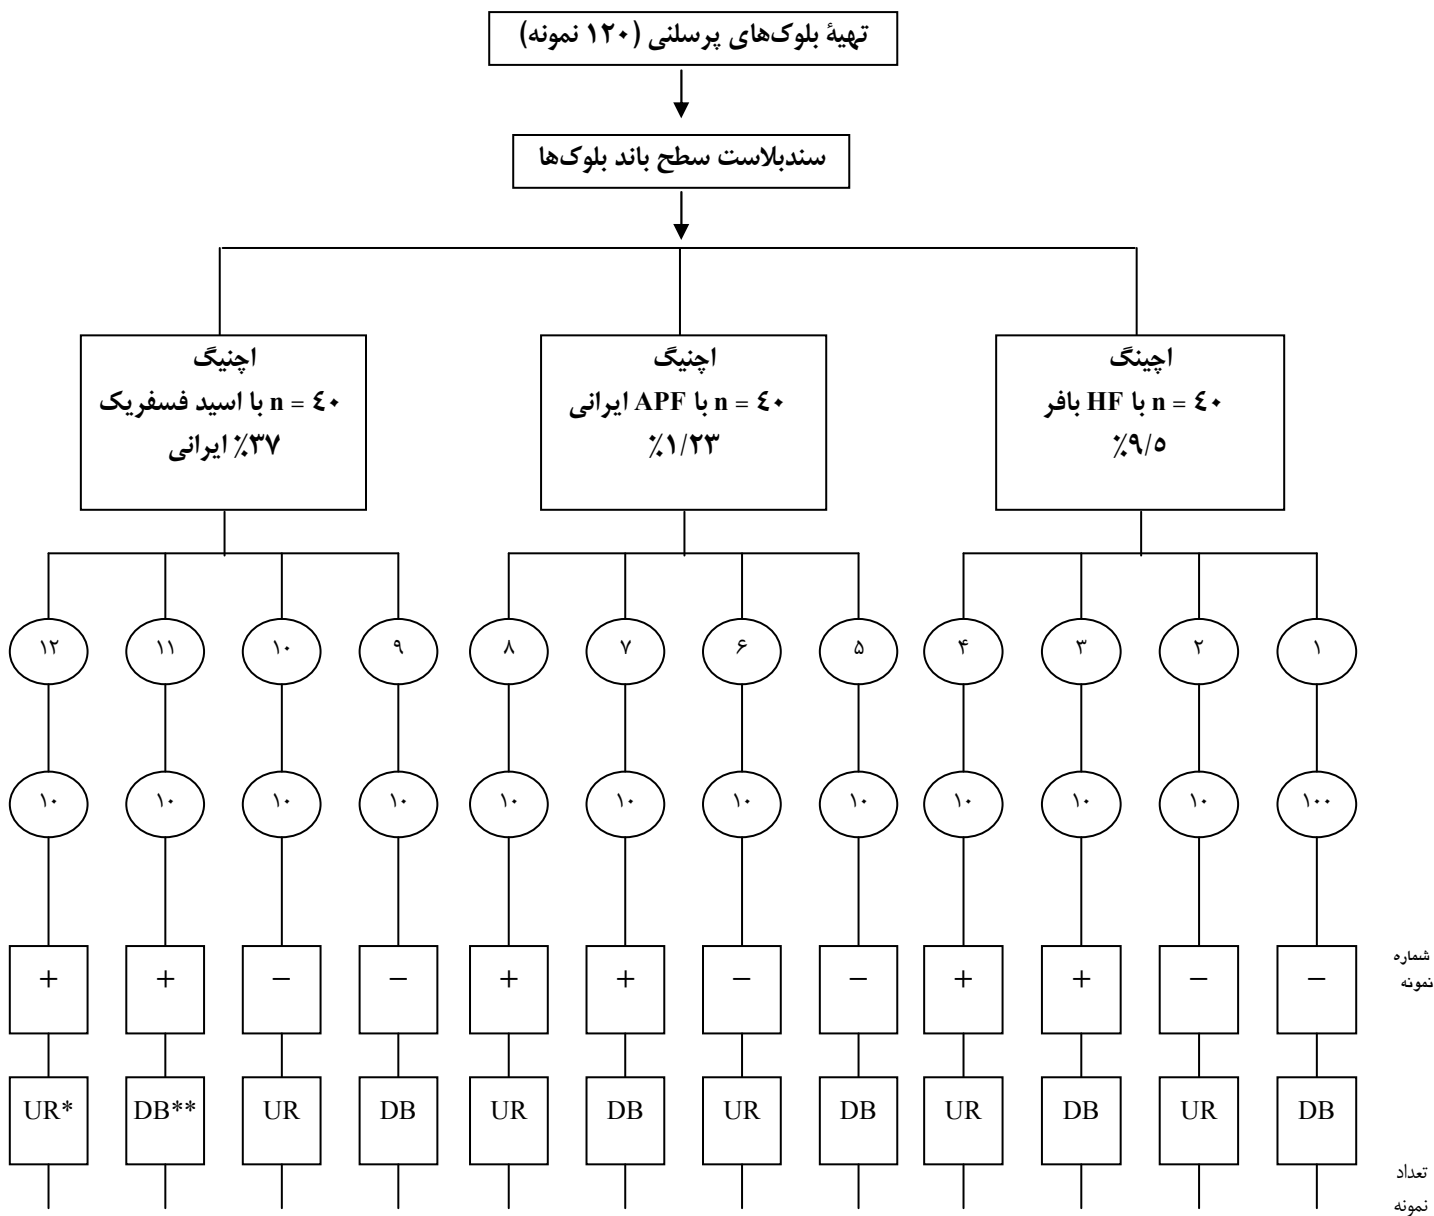 تهیهٔ بلوک‌های پرسلنی (۱۲۰ نمونه)
سندبلاست سطح باند بلوک‌ها
اچینگ
n = ٤۰ با HF بافر
٪۹/٥
اچنیگ
n = ٤۰ با APF ایرانی
٪۱/۲۳
اچنیگ
n = ٤۰ با اسید فسفریک
٪۳۷ ایرانی
۱ ۲ ۳ ۴ ۵ ۶ ۷ ۸ ۹ ۱۰ ۱۱ ۱۲
۱۰۰ ۱۰ ۱۰ ۱۰ ۱۰ ۱۰ ۱۰ ۱۰ ۱۰ ۱۰ ۱۰ ۱۰
شماره
نمونه
− − + + − − + + − − + +
DB UR DB UR DB UR DB UR DB UR DB** UR*
تعداد
نمونه